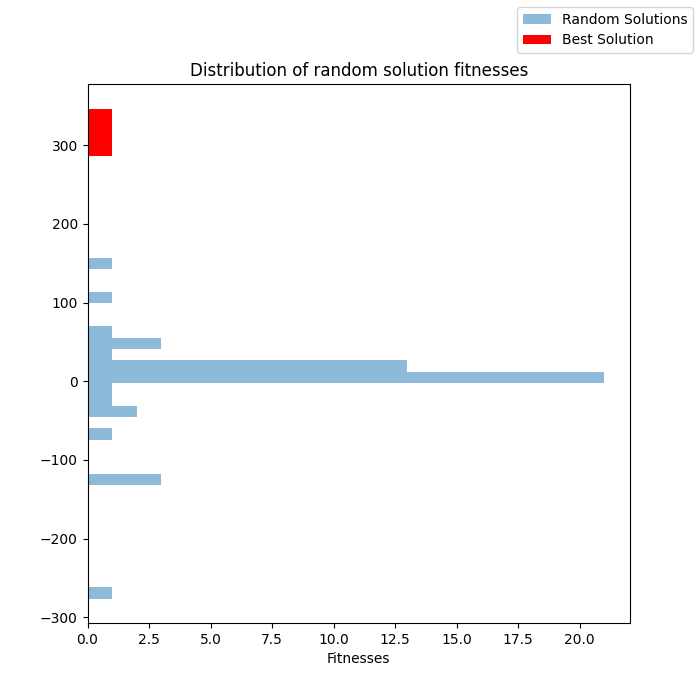 Random Solutions
Best Solution
Distribution of random solution fitnesses
300
200
100
0
−100
−200
−300
0.0 2.5 5.0 7.5 10.0 12.5 15.0 17.5 20.0
Fitnesses